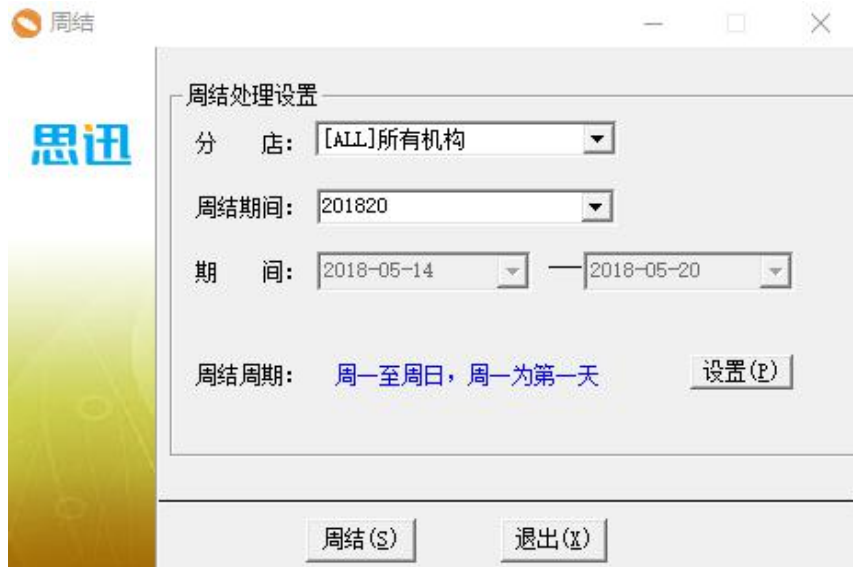 周结
思迅
周结处理设置
分 店： [ALL]所有机构
周结期间： 201820
期 间： 2018-05-14 — 2018-05-20
周结周期： 周一至周日，周一为第一天 设置(P)
周结(S) 退出(X)